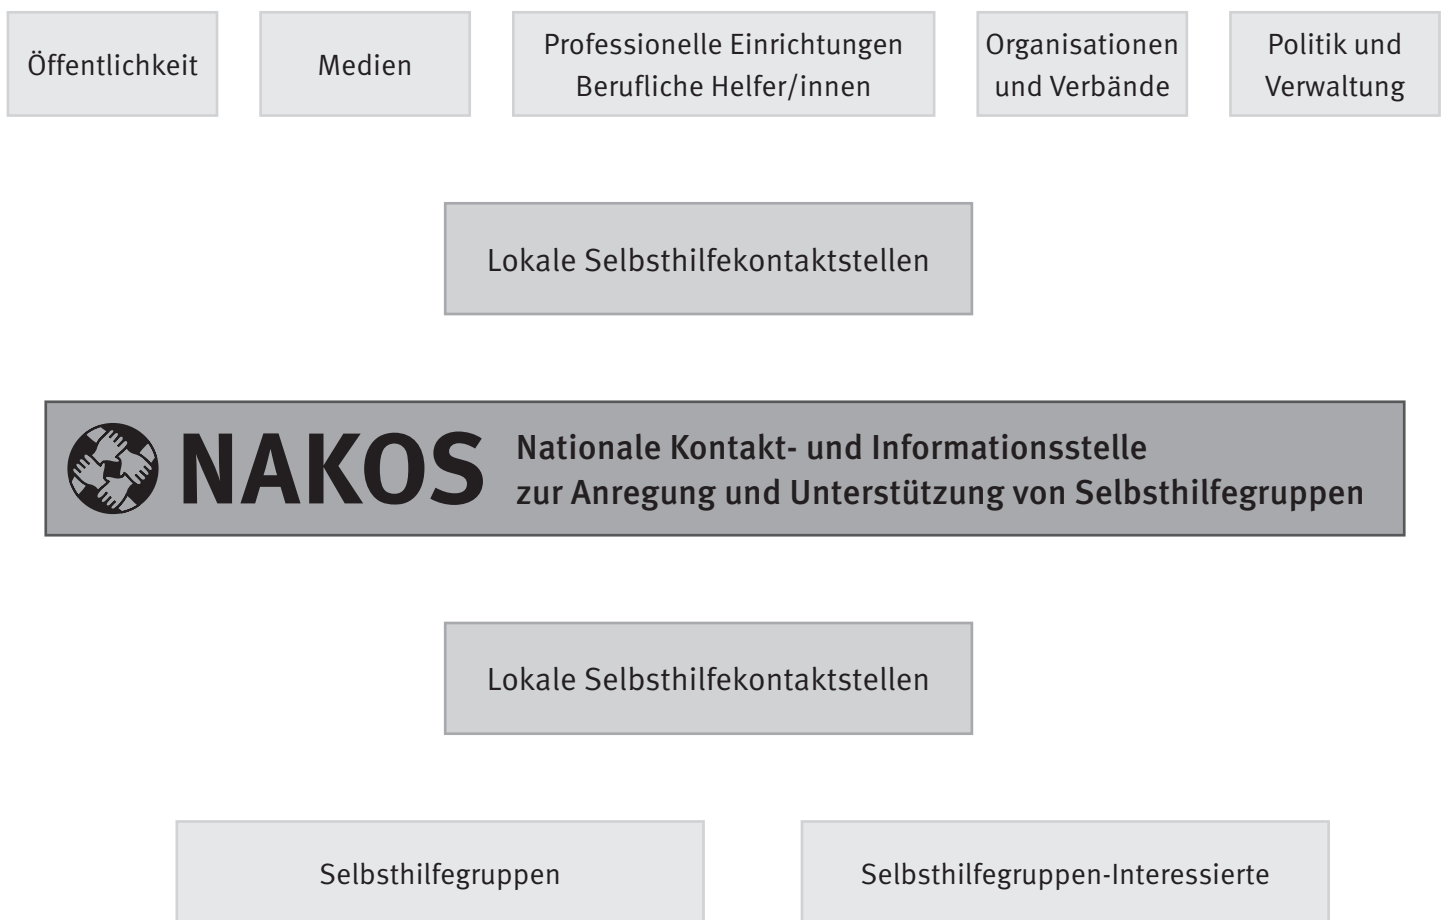 Öffentlichkeit
Medien
Professionelle Einrichtungen
Berufliche Helfer/innen
Organisationen
und Verbände
Politik und
Verwaltung
Lokale Selbsthilfekontaktstellen
NAKOS
Nationale Kontakt- und Informationsstelle
zur Anregung und Unterstützung von Selbsthilfegruppen
Lokale Selbsthilfekontaktstellen
Selbsthilfegruppen
Selbsthilfegruppen-Interessierte